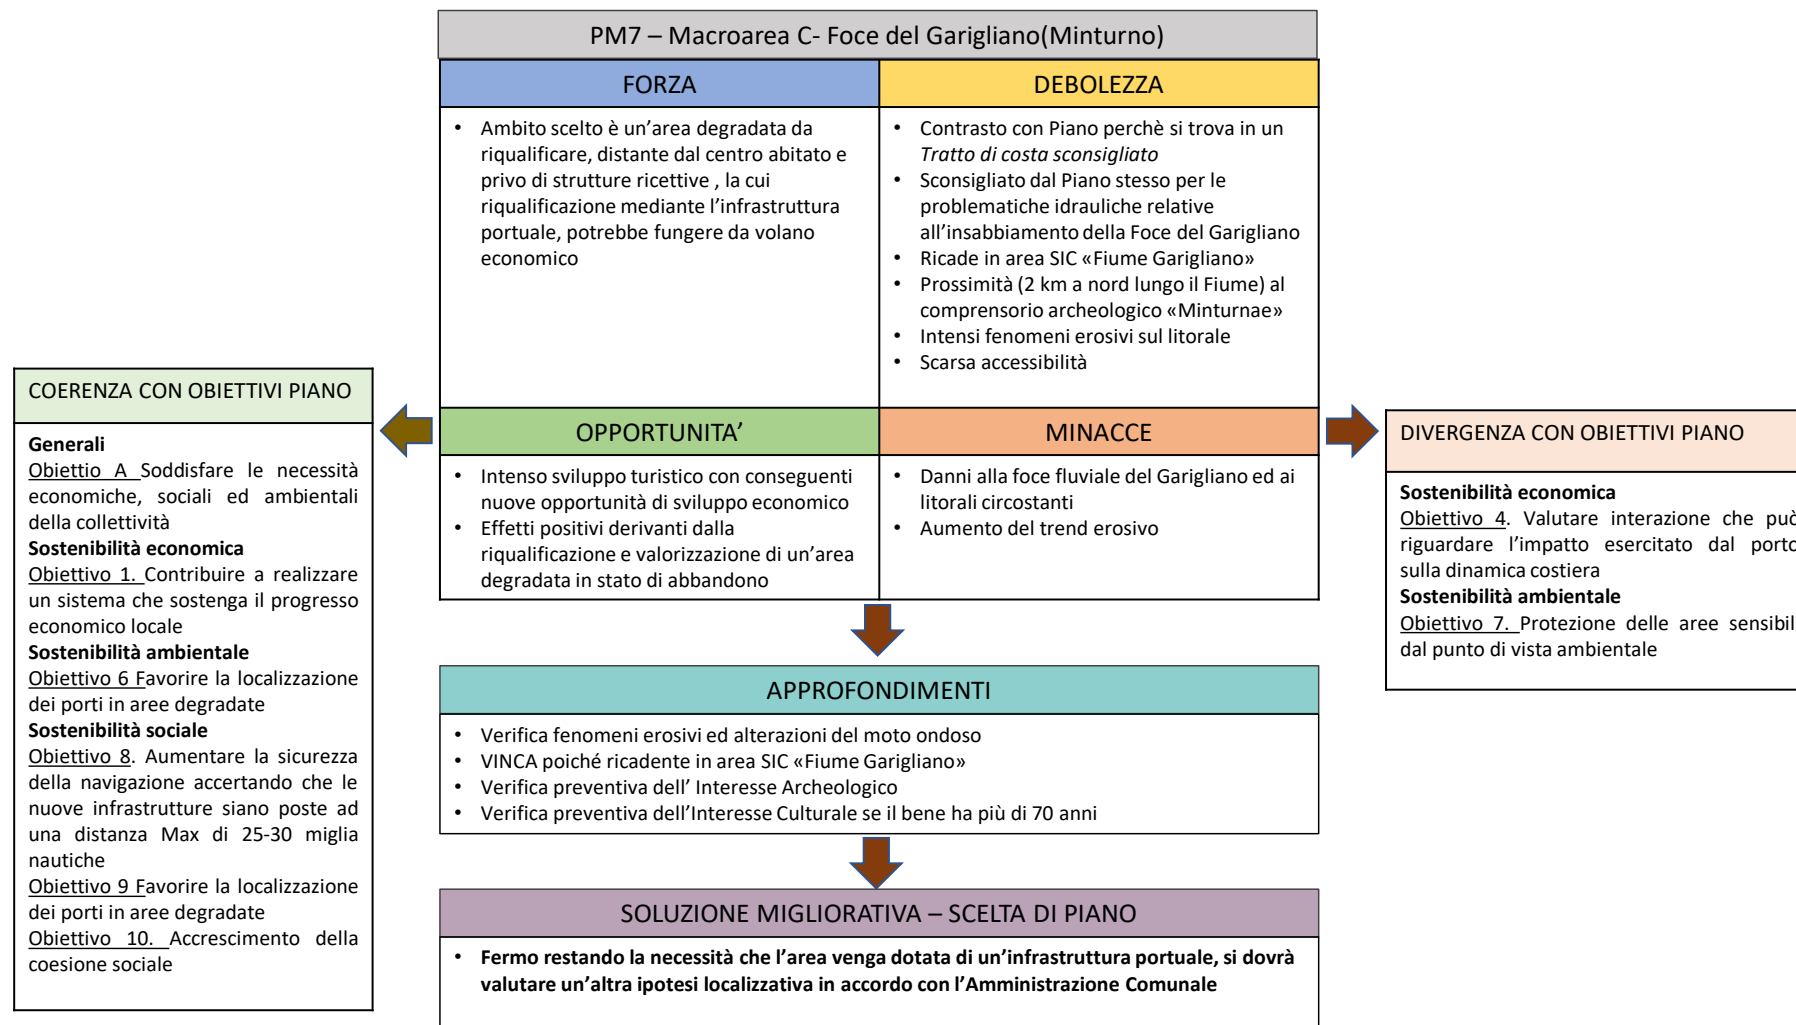 PM7 – Macroarea C- Foce del Garigliano(Minturno)
FORZA
• Ambito scelto è un'area degradata da
riqualificare, distante dal centro abitato e
privo di strutture ricettive , la cui
riqualificazione mediante l'infrastruttura
portuale, potrebbe fungere da volano
economico
DEBOLEZZA
• Contrasto con Piano perchè si trova in un
Tratto di costa sconsigliato
• Sconsigliato dal Piano stesso per le
problematiche idrauliche relative
all'insabbiamento della Foce del Garigliano
• Ricade in area SIC «Fiume Garigliano»
• Prossimità (2 km a nord lungo il Fiume) al
comprensorio archeologico «Minturnae»
• Intensi fenomeni erosivi sul litorale
• Scarsa accessibilità
OPPORTUNITA'
• Intenso sviluppo turistico con conseguenti
nuove opportunità di sviluppo economico
• Effetti positivi derivanti dalla
riqualificazione e valorizzazione di un'area
degradata in stato di abbandono
MINACCE
• Danni alla foce fluviale del Garigliano ed ai
litorali circostanti
• Aumento del trend erosivo
COERENZA CON OBIETTIVI PIANO
Generali
Obiettio A Soddisfare le necessità
economiche, sociali ed ambientali
della collettività
Sostenibilità economica
Obiettivo 1. Contribuire a realizzare
un sistema che sostenga il progresso
economico locale
Sostenibilità ambientale
Obiettivo 6 Favorire la localizzazione
dei porti in aree degradate
Sostenibilità sociale
Obiettivo 8. Aumentare la sicurezza
della navigazione accertando che le
nuove infrastrutture siano poste ad
una distanza Max di 25-30 miglia
nautiche
Obiettivo 9 Favorire la localizzazione
dei porti in aree degradate
Obiettivo 10. Accrescimento della
coesione sociale
DIVERGENZA CON OBIETTIVI PIANO
Sostenibilità economica
Obiettivo 4. Valutare interazione che può
riguardare l'impatto esercitato dal porto
sulla dinamica costiera
Sostenibilità ambientale
Obiettivo 7. Protezione delle aree sensibil
dal punto di vista ambientale
APPROFONDIMENTI
• Verifica fenomeni erosivi ed alterazioni del moto ondoso
• VINCA poiché ricadente in area SIC «Fiume Garigliano»
• Verifica preventiva dell' Interesse Archeologico
• Verifica preventiva dell'Interesse Culturale se il bene ha più di 70 anni
SOLUZIONE MIGLIORATIVA – SCELTA DI PIANO
• Fermo restando la necessità che l'area venga dotata di un'infrastruttura portuale, si dovrà
valutare un'altra ipotesi localizzativa in accordo con l'Amministrazione Comunale